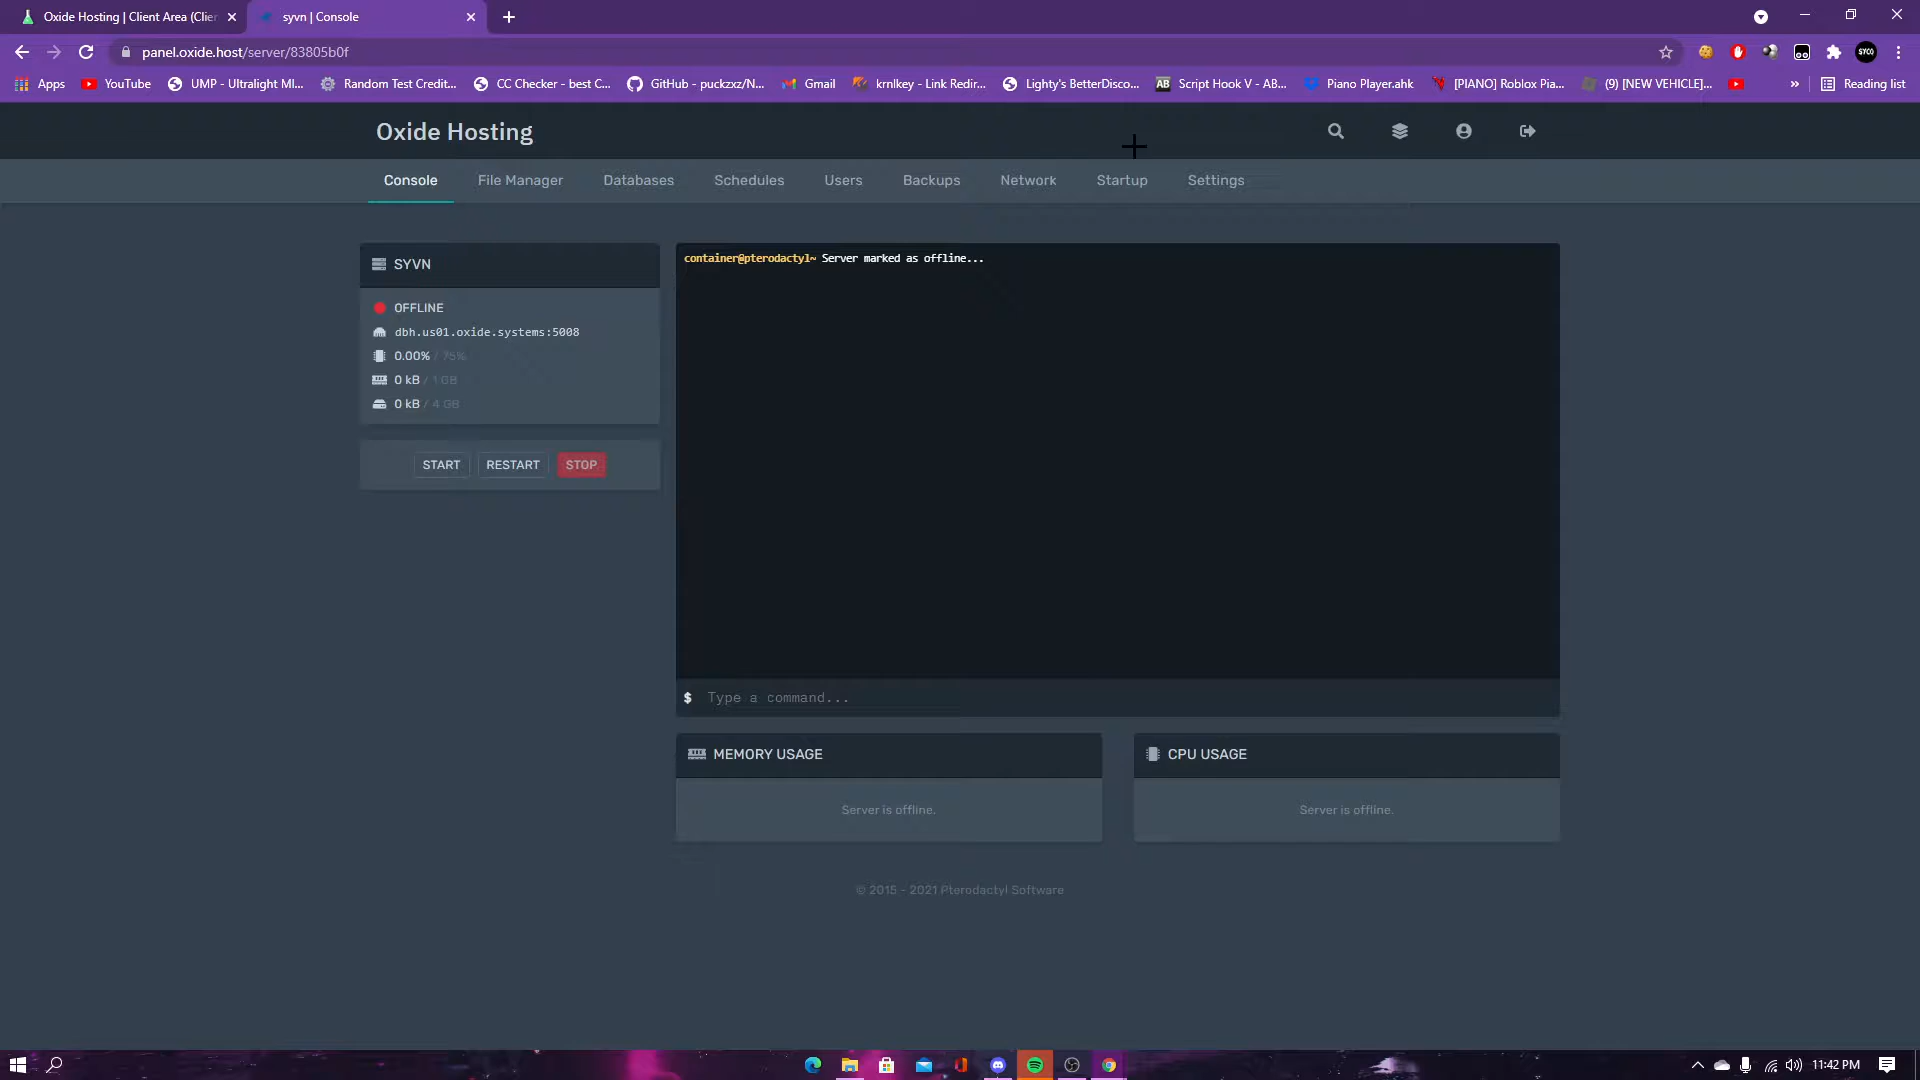 Oxide Hosting | Client Area (Clier
syvn | Console
panel.oxide.host/server/83805b0f
SYCO
Apps
YouTube
UMP - Ultralight Ml...
Random Test Credit...
CC Checker - best C...
GitHub - puckzxz/N...
Gmail
krnlkey - Link Redir...
Lighty's BetterDisco...
AB
Script Hook V - AB...
Piano Player.ahk
[PIANO] Roblox Pia...
(9) [NEW VEHICLE]...
»
Reading list
Oxide Hosting
Console
File Manager
Databases
Schedules
Users
Backups
Network
Startup
Settings
SYVN
OFFLINE
dbh.us01.oxide.systems:5008
0.00% / 75%
0 kB / 1 GB
0 kB / 4 GB
START
RESTART
STOP
container@pterodactyl~ Server marked as offline...
$ Type a command...
MEMORY USAGE
Server is offline.
CPU USAGE
Server is offline.
© 2015 - 2021 Pterodactyl Software
11:42 PM